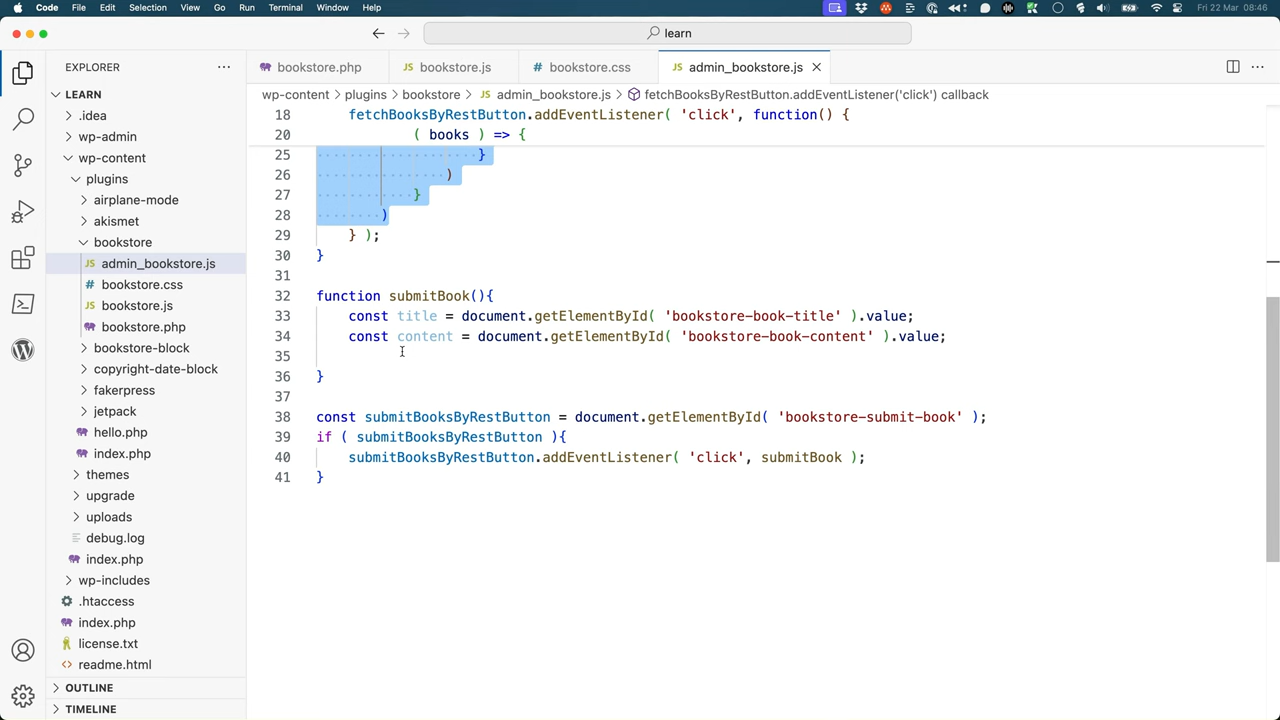 Code File Edit Selection View Go Run Terminal Window Help Fri 22 Mar 08:46
learn
EXPLORER
bookstore.php
bookstore.js
bookstore.css
admin_bookstore.js
wp-content > plugins > bookstore > admin_bookstore.js > fetchBooksByRestButton.addEventListener('click') callback
LEARN
.idea
wp-admin
wp-content
plugins
airplane-mode
akismet
bookstore
admin_bookstore.js
bookstore.css
bookstore.js
bookstore.php
bookstore-block
copyright-date-block
fakerpress
jetpack
hello.php
index.php
themes
upgrade
uploads
debug.log
index.php
wp-includes
.htaccess
index.php
license.txt
readme.html
OUTLINE
TIMELINE
18 fetchBooksByRestButton.addEventListener( 'click', function() {
20 ( books ) => {
25 }
26 )
27 }
28 )
29 } );
30 }
31
32 function submitBook(){
33 const title = document.getElementById( 'bookstore-book-title' ).value;
34 const content = document.getElementById( 'bookstore-book-content' ).value;
35
36 }
37
38 const submitBooksByRestButton = document.getElementById( 'bookstore-submit-book' );
39 if ( submitBooksByRestButton ){
40 submitBooksByRestButton.addEventListener( 'click', submitBook );
41 }